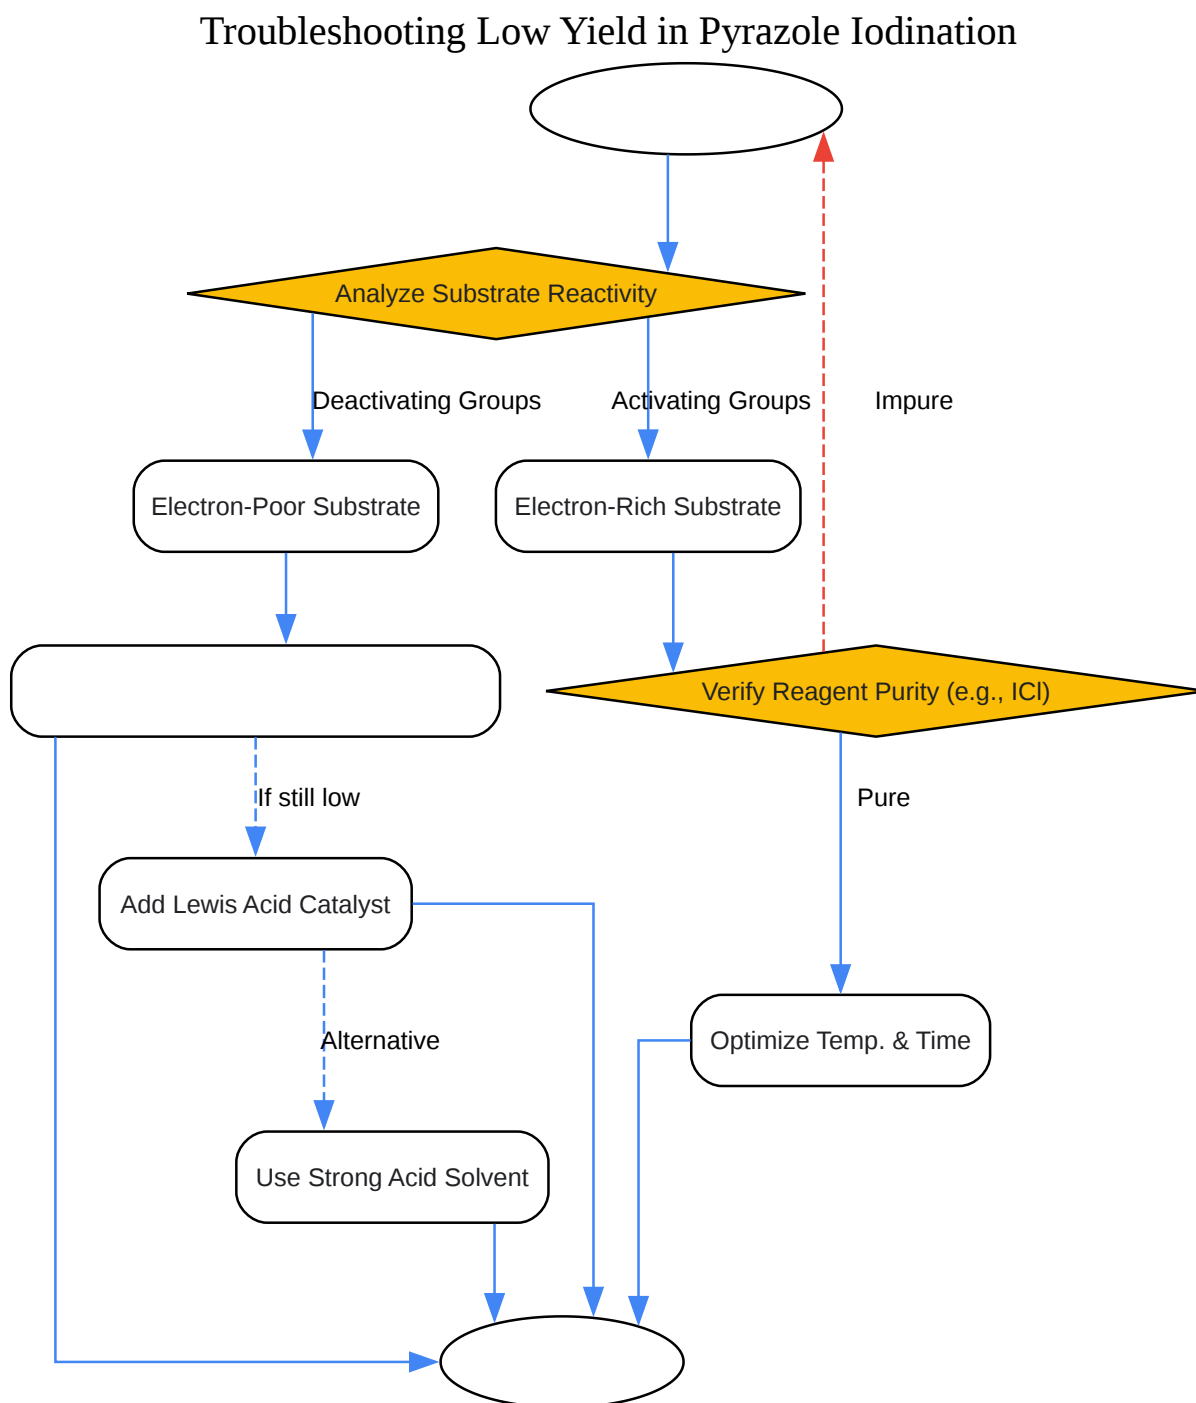 Troubleshooting Low Yield in Pyrazole Iodination
Analyze Substrate Reactivity
Deactivating Groups
Activating Groups
Impure
Electron-Poor Substrate
Electron-Rich Substrate
Verify Reagent Purity (e.g., ICl)
If still low
Pure
Add Lewis Acid Catalyst
Alternative
Optimize Temp. & Time
Use Strong Acid Solvent